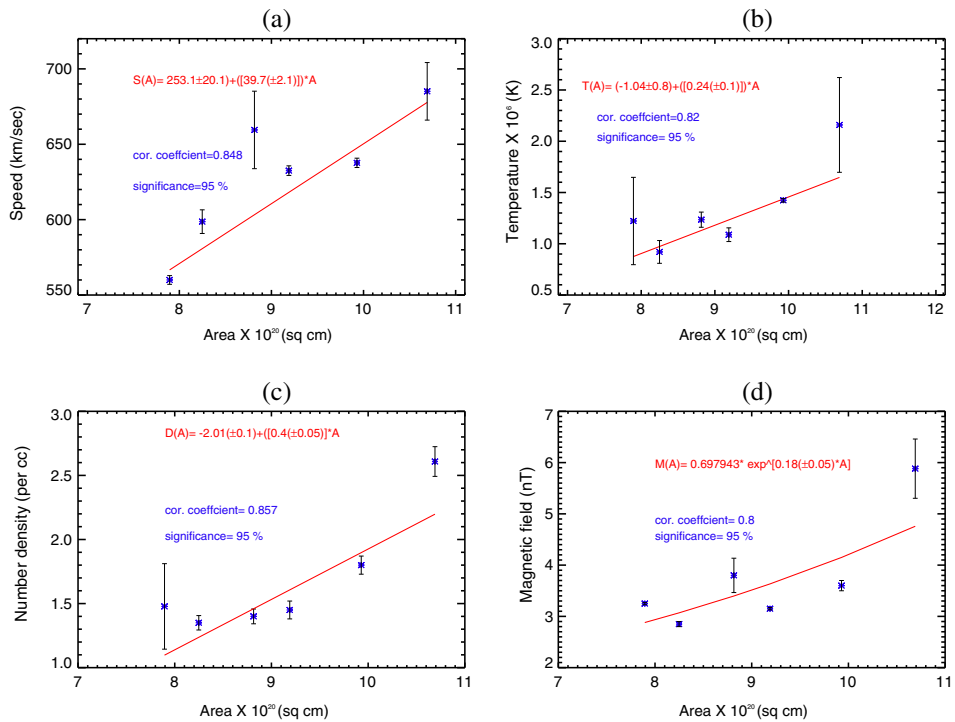 (a)
S(A)= 253.1±20.1)+([39.7(±2.1)])*A
cor. coeffcient=0.848
significance=95 %
Speed (km/sec)
700
650
600
550
7 8 9 10 11
Area X 10²⁰ (sq cm)
(b)
T(A)= (-1.04±0.8)+([0.24(±0.1)])*A
cor. coeffcient=0.82
significance= 95 %
Temperature X 10⁶ (K)
3.0
2.5
2.0
1.5
1.0
0.5
7 8 9 10 11 12
Area X 10²⁰ (sq cm)
(c)
D(A)= -2.01(±0.1)+([0.4(±0.05)]*A
cor. coeffcient= 0.857
significance= 95 %
Number density (per cc)
3.0
2.5
2.0
1.5
1.0
7 8 9 10 11
Area X 10²⁰ (sq cm)
(d)
M(A)= 0.697943* exp^[0.18(±0.05)*A]
cor. coeffcient= 0.8
significance= 95 %
Magnetic field (nT)
7
6
5
4
3
2
7 8 9 10 11
Area X 10²⁰ (sq cm)